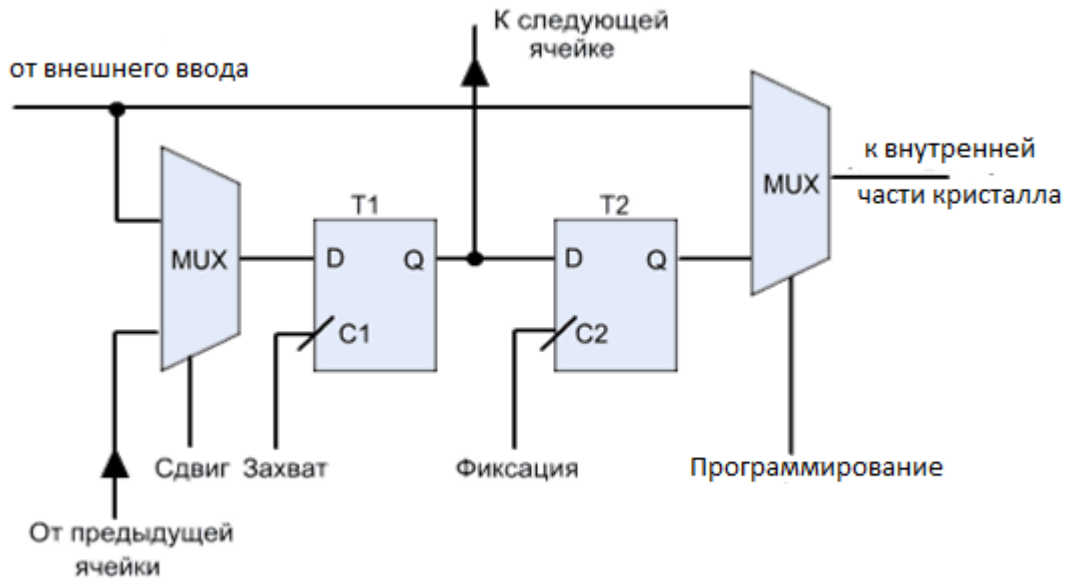 К следующей
ячейке
от внешнего ввода
к внутренней
части кристалла
MUX
T1
T2
MUX
D
Q
D
Q
C1
C2
Сдвиг
Захват
Фиксация
Программирование
От предыдущей
ячейки